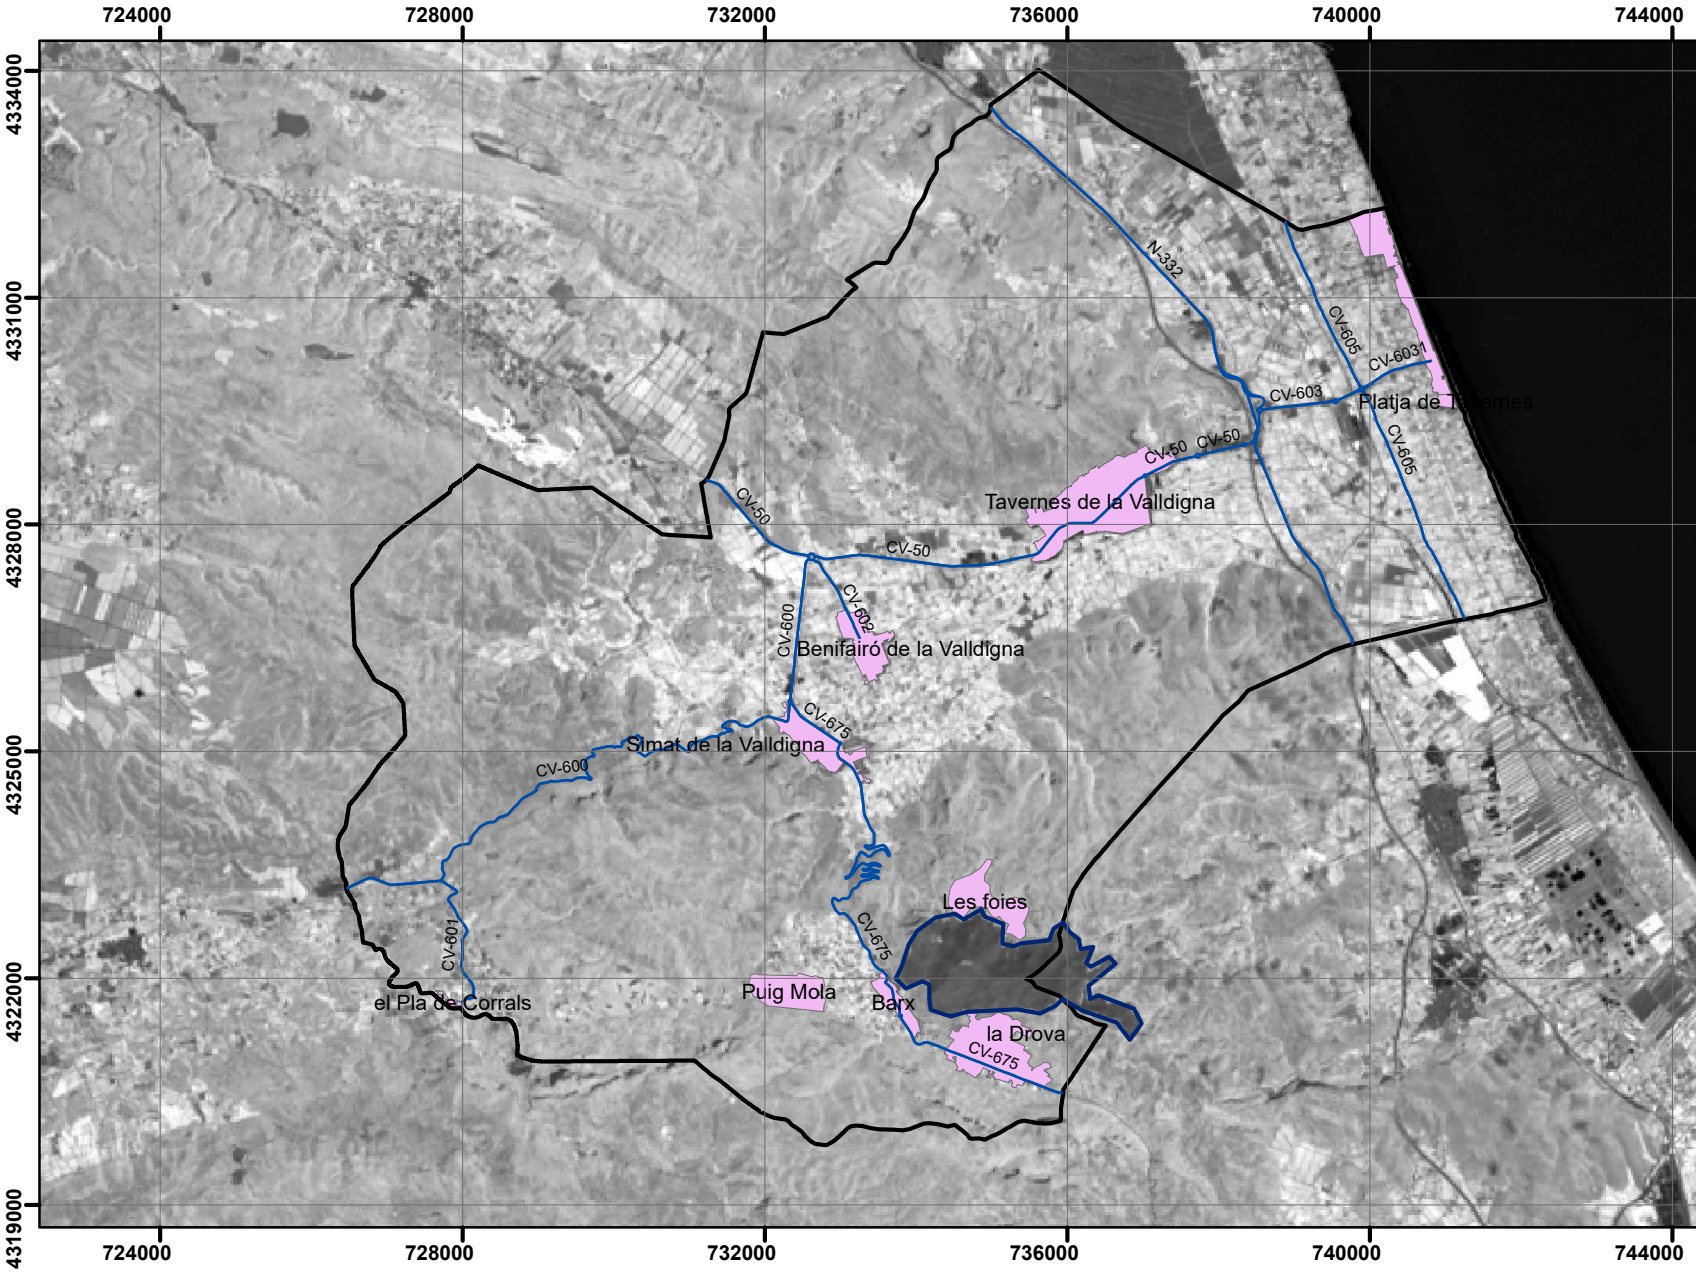 724000 728000 732000 736000 740000 744000
4334000
N-332
4331000
CV-605
CV-6031
CV-603
Platja de Tavernes
CV-50
CV-50
CV-605
CV-50
Tavernes de la Valldigna
4328000
CV-50
CV-602
CV-600
Benifairó de la Valldigna
CV-675
Simat de la Valldigna
4325000
CV-600
Les foies
CV-601
CV-675
4322000
Puig Mola
el Pla de Corrals
Barx
la Drova
CV-675
4319000
724000 728000 732000 736000 740000 744000